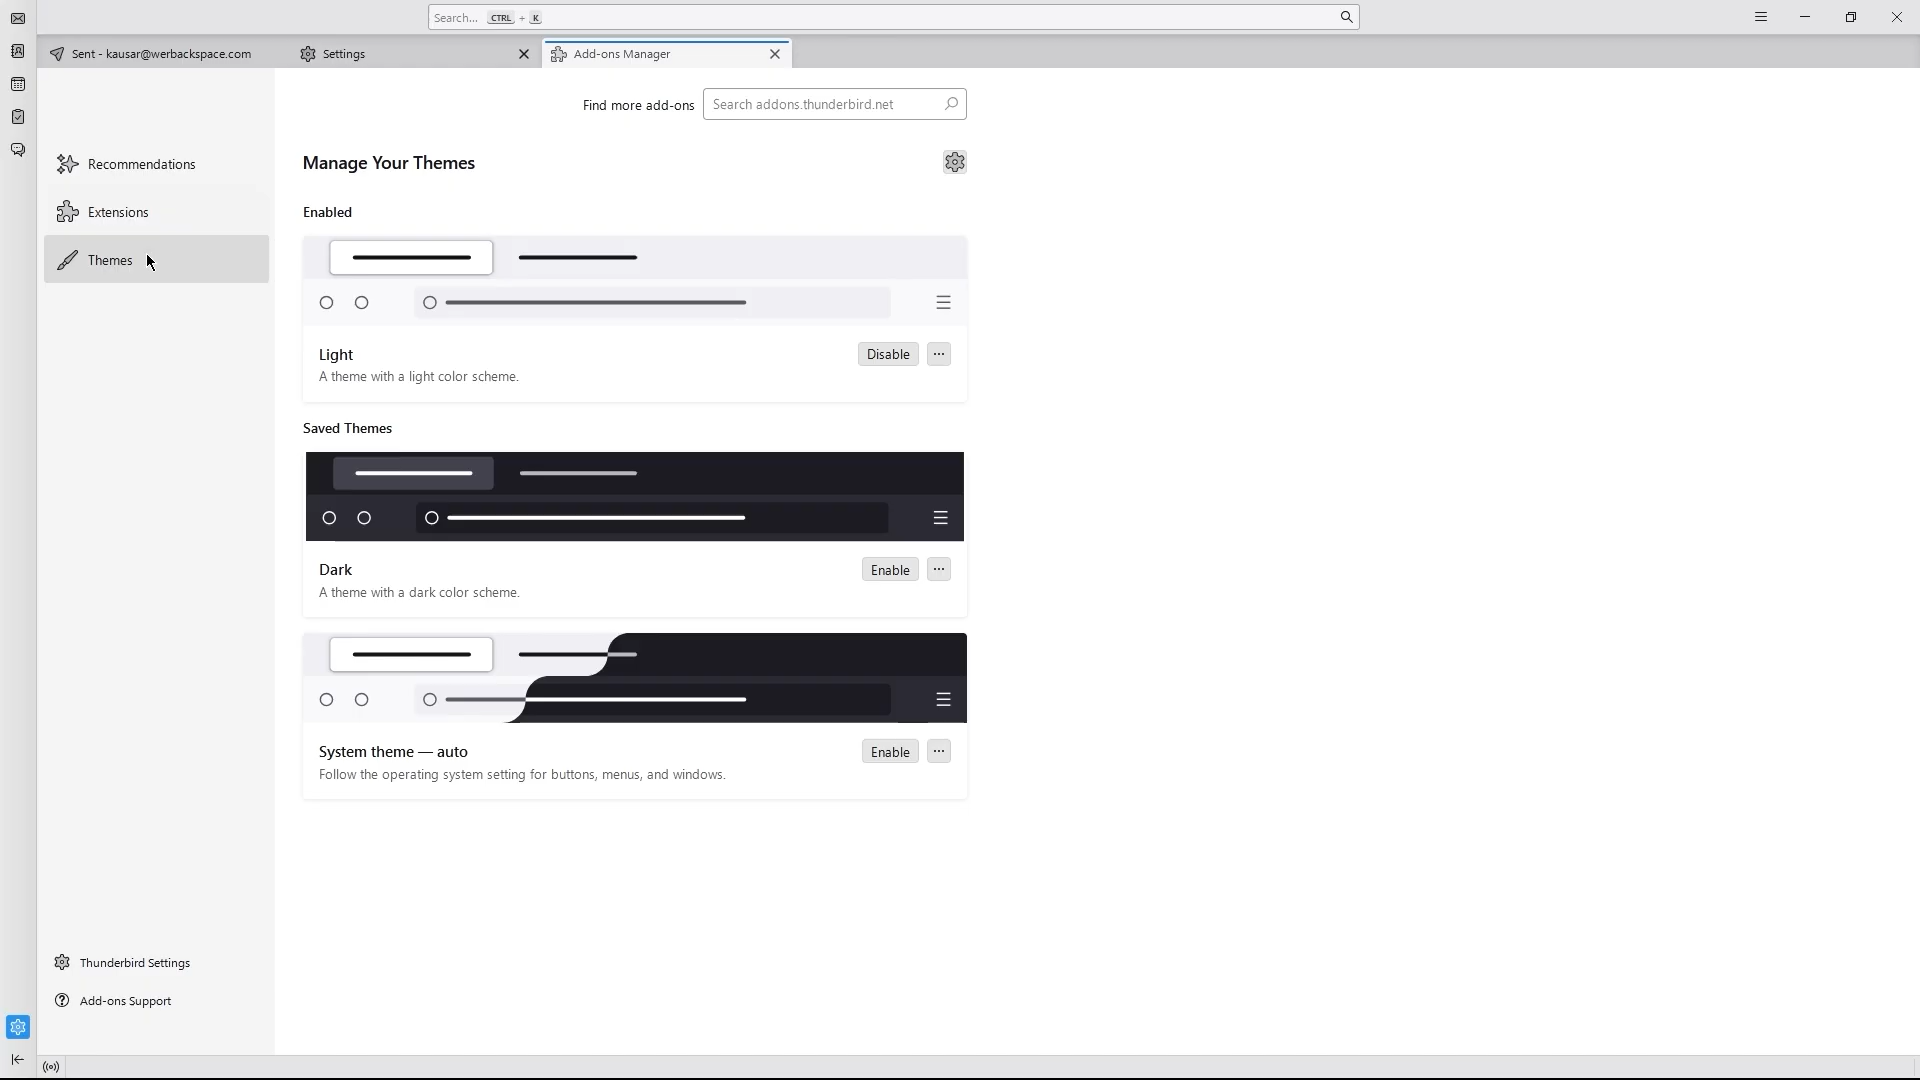 Search... CTRL + K
Sent - kausar@werbackspace.com
Settings
Add-ons Manager
Find more add-ons
Search addons.thunderbird.net
Recommendations
Extensions
Themes
Manage Your Themes
Enabled
Light
Disable
A theme with a light color scheme.
Saved Themes
Dark
Enable
A theme with a dark color scheme.
System theme — auto
Enable
Follow the operating system setting for buttons, menus, and windows.
Thunderbird Settings
Add-ons Support